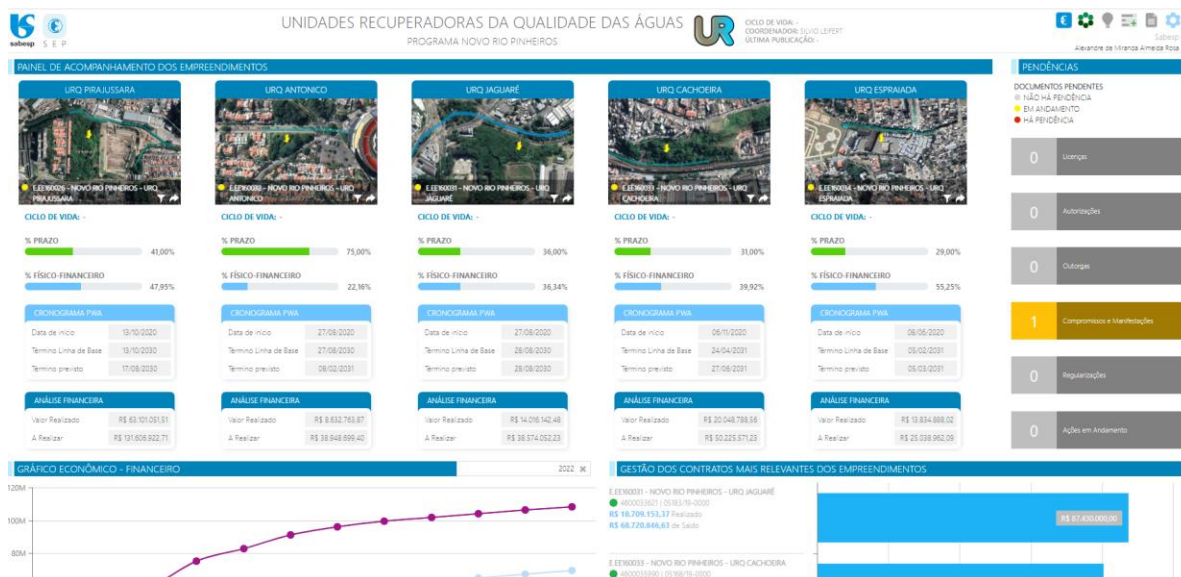 sabesp
S E P
UNIDADES RECUPERADORAS DA QUALIDADE DAS ÁGUAS
PROGRAMA NOVO RIO PINHEIROS
UR
CICLO DE VIDA: -
COORDENADOR: SILVIO LEIFERT
ÚLTIMA PUBLICAÇÃO: -
Sabesp
Alexandre de Miranda Almeida Rosa
PAINEL DE ACOMPANHAMENTO DOS EMPREENDIMENTOS
URQ PIRAJUSSARA
E.EE160026 - NOVO RIO PINHEIROS - URQ
PIRAJUSSARA
CICLO DE VIDA: -
% PRAZO
41,00%
% FÍSICO-FINANCEIRO
47,95%
CRONOGRAMA PWA
Data de início 13/10/2020
Término Linha de Base 13/10/2030
Término previsto 17/08/2030
ANÁLISE FINANCEIRA
Valor Realizado R$ 63.101.051,51
A Realizar R$ 131.606.922,71
URQ ANTONICO
E.EE160032 - NOVO RIO PINHEIROS - URQ
ANTONICO
CICLO DE VIDA: -
% PRAZO
75,00%
% FÍSICO-FINANCEIRO
22,16%
CRONOGRAMA PWA
Data de início 27/08/2020
Término Linha de Base 27/08/2030
Término previsto 08/02/2031
ANÁLISE FINANCEIRA
Valor Realizado R$ 8.632.763,87
A Realizar R$ 38.948.699,40
URQ JAGUARÉ
E.EE160031 - NOVO RIO PINHEIROS - URQ
JAGUARÉ
CICLO DE VIDA: -
% PRAZO
36,00%
% FÍSICO-FINANCEIRO
36,34%
CRONOGRAMA PWA
Data de início 27/08/2020
Término Linha de Base 28/08/2030
Término previsto 28/08/2030
ANÁLISE FINANCEIRA
Valor Realizado R$ 14.016.142,48
A Realizar R$ 38.574.052,23
URQ CACHOEIRA
E.EE160033 - NOVO RIO PINHEIROS - URQ
CACHOEIRA
CICLO DE VIDA: -
% PRAZO
31,00%
% FÍSICO-FINANCEIRO
39,92%
CRONOGRAMA PWA
Data de início 06/11/2020
Término Linha de Base 24/04/2031
Término previsto 27/08/2031
ANÁLISE FINANCEIRA
Valor Realizado R$ 20.048.788,56
A Realizar R$ 50.225.571,23
URQ ESPRAIADA
E.EE160034 - NOVO RIO PINHEIROS - URQ
ESPRAIADA
CICLO DE VIDA: -
% PRAZO
29,00%
% FÍSICO-FINANCEIRO
55,25%
CRONOGRAMA PWA
Data de início 08/06/2020
Término Linha de Base 05/02/2031
Término previsto 05/03/2031
ANÁLISE FINANCEIRA
Valor Realizado R$ 13.834.888,02
A Realizar R$ 25.038.962,09
PENDÊNCIAS
DOCUMENTOS PENDENTES
NÃO HÁ PENDÊNCIA
EM ANDAMENTO
HÁ PENDÊNCIA
0 Licenças
0 Autorizações
0 Outorgas
1 Compromissos e Manifestações
0 Regularizações
0 Ações em Andamento
GRÁFICO ECONÔMICO - FINANCEIRO
2022
120M
100M
80M
GESTÃO DOS CONTRATOS MAIS RELEVANTES DOS EMPREENDIMENTOS
E.EE160031 - NOVO RIO PINHEIROS - URQ JAGUARÉ
4600033621 | 05183/19-0000
R$ 18.709.153,37 Realizado
R$ 68.720.846,63 de Saldo
R$ 87.430.000,00
E.EE160033 - NOVO RIO PINHEIROS - URQ CACHOEIRA
4600035990 | 05168/19-0000